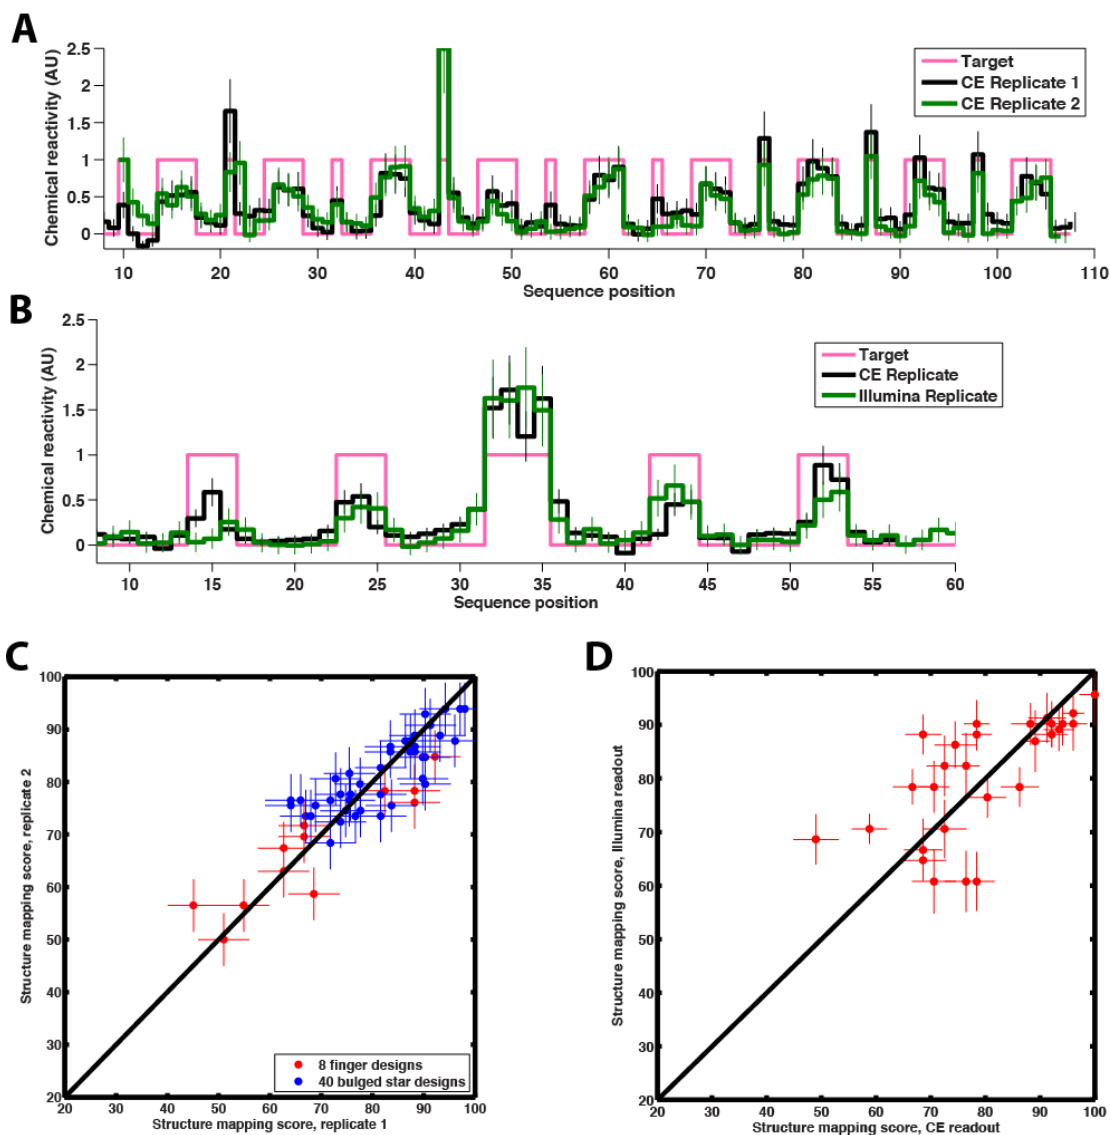 A
Chemical reactivity (AU)
2.5
2
1.5
1
0.5
0
Target
CE Replicate 1
CE Replicate 2
10 20 30 40 50 60 70 80 90 100 110
Sequence position
B
Chemical reactivity (AU)
2.5
2
1.5
1
0.5
0
Target
CE Replicate
Illumina Replicate
10 15 20 25 30 35 40 45 50 55 60
Sequence position
C
Structure mapping score, replicate 2
100
90
80
70
60
50
40
30
20
8 finger designs
40 bulged star designs
20 30 40 50 60 70 80 90 100
Structure mapping score, replicate 1
D
Structure mapping score, Illumina readout
100
90
80
70
60
50
40
30
20
20 30 40 50 60 70 80 90 100
Structure mapping score, CE readout